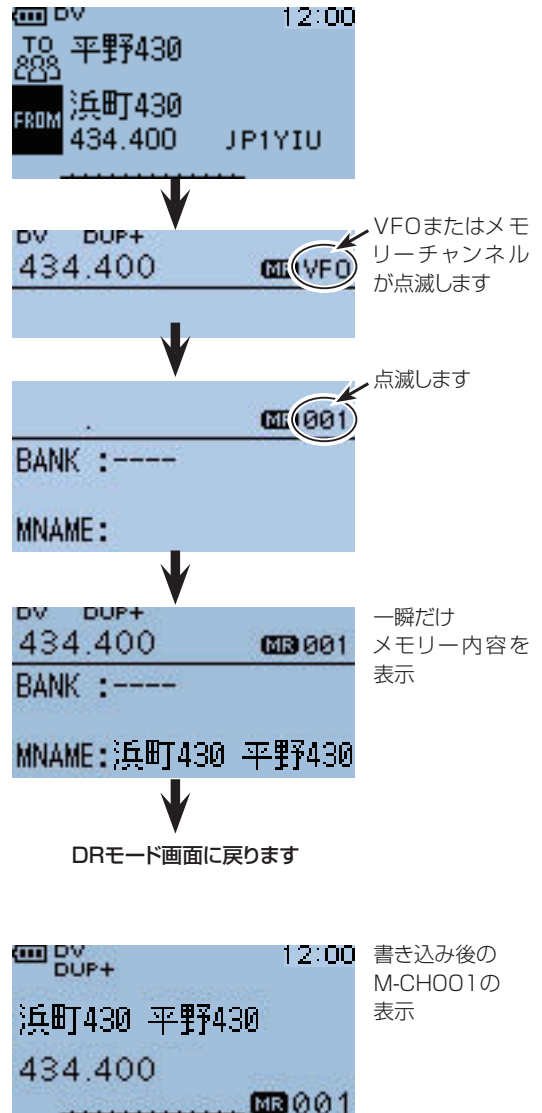 DV 12:00
TO 平野430
FROM 浜町430
434.400 JP1YIU
DV DUP+
434.400 MR VFO
VFOまたはメモ
リーチャンネル
が点滅します
. MR 001
点滅します
BANK :----
MNAME:
DV DUP+
434.400 MR 001
BANK :----
MNAME:浜町430 平野430
一瞬だけ
メモリー内容を
表示
DRモード画面に戻ります
DV 12:00
DUP+
浜町430 平野430
434.400
MR 001
書き込み後の
M-CH001の
表示